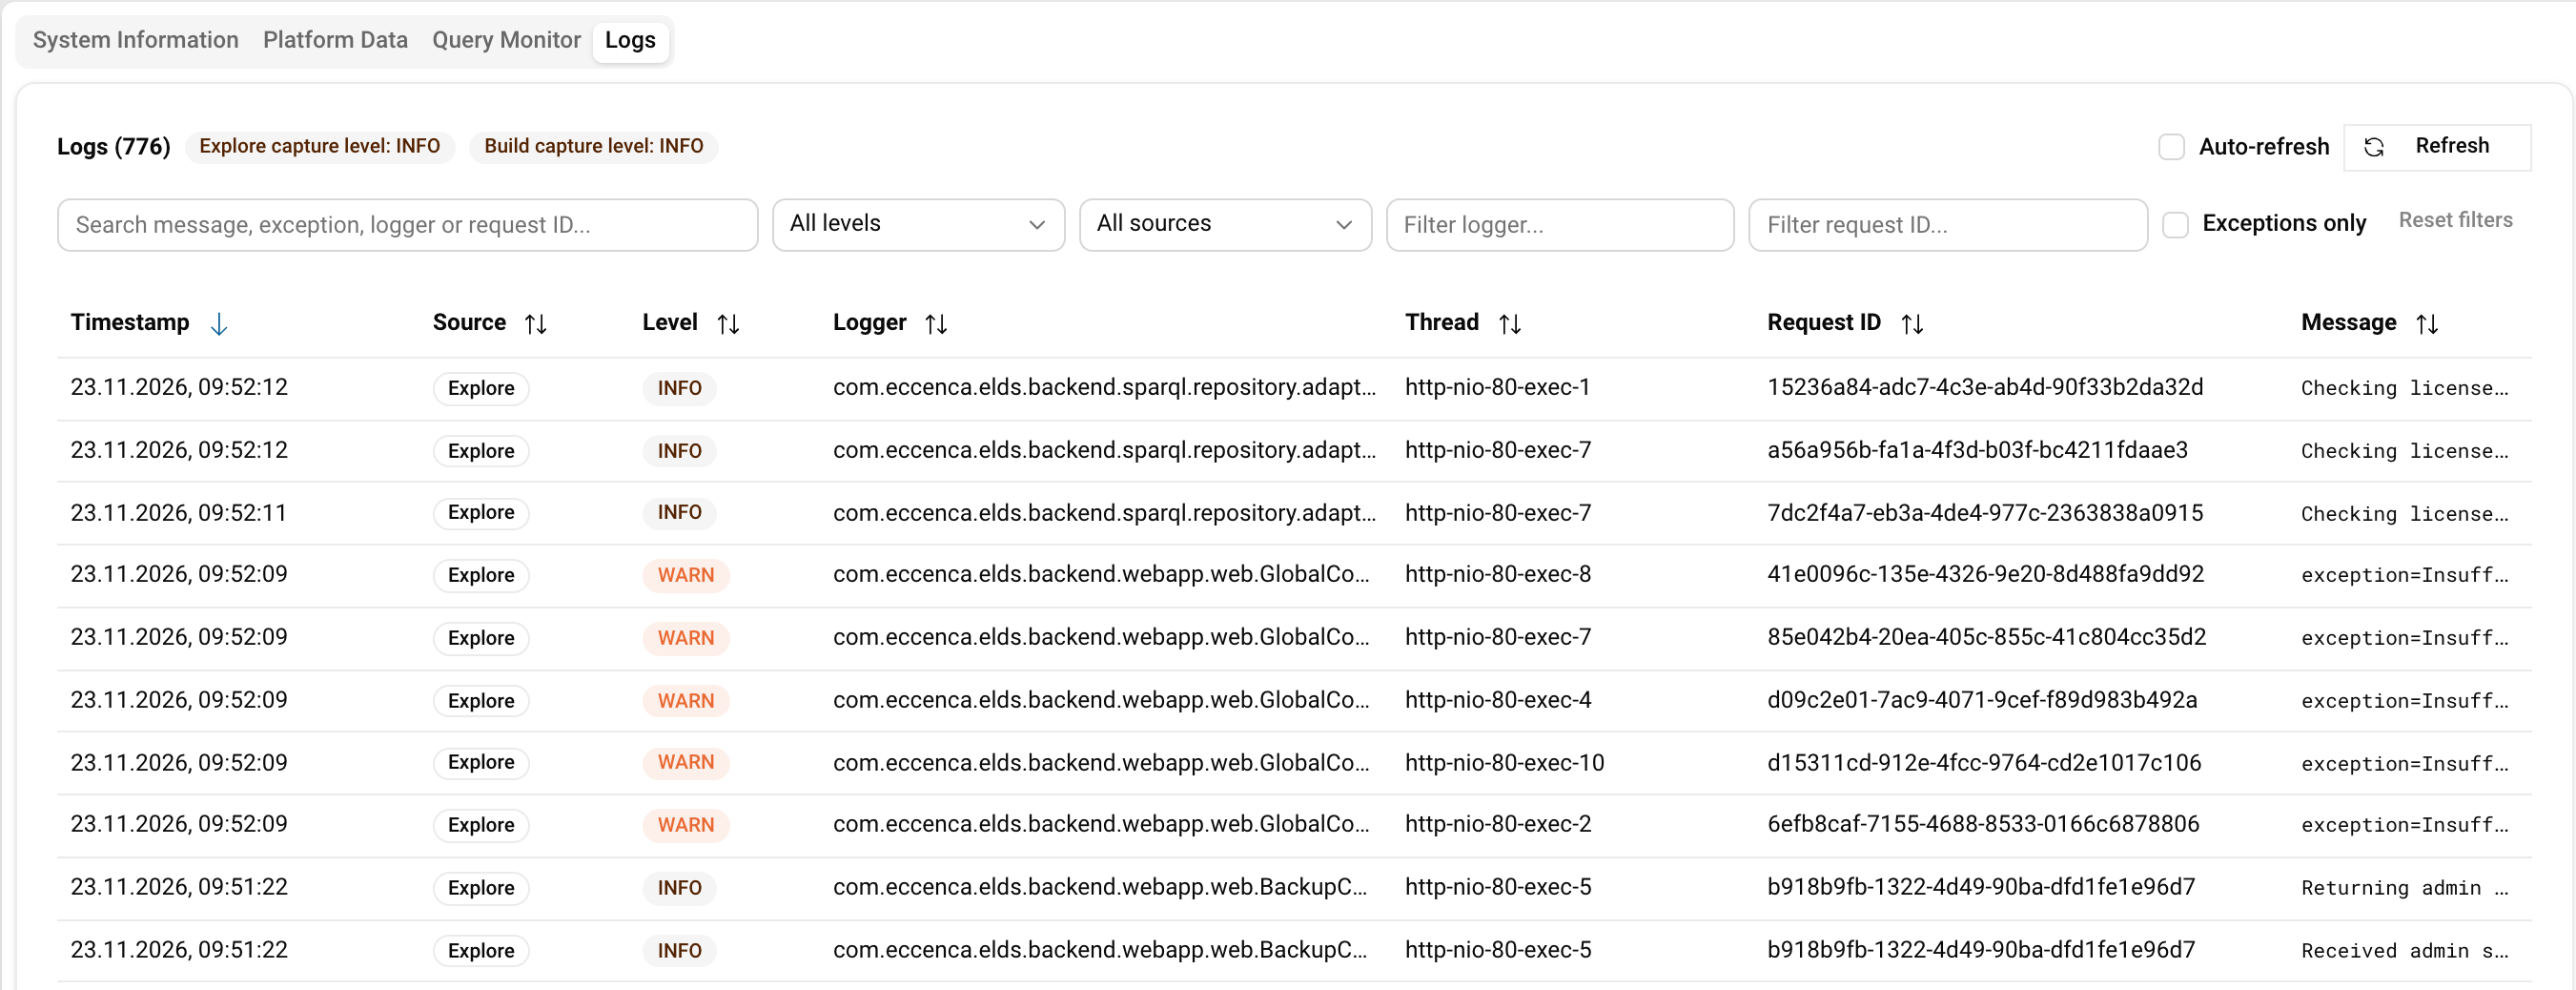 System Information Platform Data Query Monitor Logs
Logs (776) Explore capture level: INFO Build capture level: INFO Auto-refresh Refresh
Search message, exception, logger or request ID... All levels All sources Filter logger... Filter request ID... Exceptions only Reset filters
Timestamp Source Level Logger Thread Request ID Message
23.11.2026, 09:52:12 Explore INFO com.eccenca.elds.backend.sparql.repository.adapt... http-nio-80-exec-1 15236a84-adc7-4c3e-ab4d-90f33b2da32d Checking license...
23.11.2026, 09:52:12 Explore INFO com.eccenca.elds.backend.sparql.repository.adapt... http-nio-80-exec-7 a56a956b-fa1a-4f3d-b03f-bc4211fdaae3 Checking license...
23.11.2026, 09:52:11 Explore INFO com.eccenca.elds.backend.sparql.repository.adapt... http-nio-80-exec-7 7dc2f4a7-eb3a-4de4-977c-2363838a0915 Checking license...
23.11.2026, 09:52:09 Explore WARN com.eccenca.elds.backend.webapp.web.GlobalCo... http-nio-80-exec-8 41e0096c-135e-4326-9e20-8d488fa9dd92 exception=Insuff...
23.11.2026, 09:52:09 Explore WARN com.eccenca.elds.backend.webapp.web.GlobalCo... http-nio-80-exec-7 85e042b4-20ea-405c-855c-41c804cc35d2 exception=Insuff...
23.11.2026, 09:52:09 Explore WARN com.eccenca.elds.backend.webapp.web.GlobalCo... http-nio-80-exec-4 d09c2e01-7ac9-4071-9cef-f89d983b492a exception=Insuff...
23.11.2026, 09:52:09 Explore WARN com.eccenca.elds.backend.webapp.web.GlobalCo... http-nio-80-exec-10 d15311cd-912e-4fcc-9764-cd2e1017c106 exception=Insuff...
23.11.2026, 09:52:09 Explore WARN com.eccenca.elds.backend.webapp.web.GlobalCo... http-nio-80-exec-2 6efb8caf-7155-4688-8533-0166c6878806 exception=Insuff...
23.11.2026, 09:51:22 Explore INFO com.eccenca.elds.backend.webapp.web.BackupC... http-nio-80-exec-5 b918b9fb-1322-4d49-90ba-dfd1fe1e96d7 Returning admin ...
23.11.2026, 09:51:22 Explore INFO com.eccenca.elds.backend.webapp.web.BackupC... http-nio-80-exec-5 b918b9fb-1322-4d49-90ba-dfd1fe1e96d7 Received admin s...